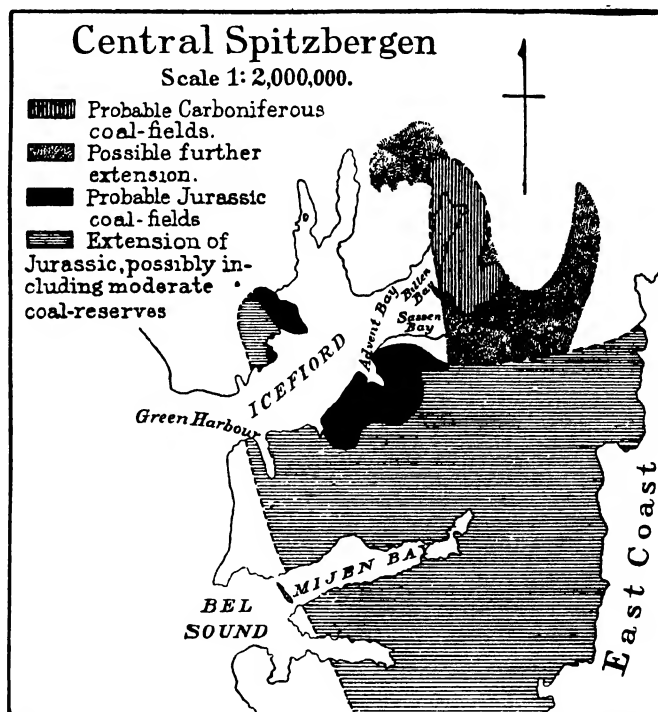 Central Spitzbergen
Scale 1: 2,000,000.
Probable Carboniferous
coal-fields.
Possible further
extension.
Probable Jurassic
coal-fields
Extension of
Jurassic, possibly in-
cluding moderate
coal-reserves
Advent Bay
Billen
Bay
Sassen
Bay
ICEFIORD
Green Harbour
MIJEN BA
BEL
SOUND
East Coast